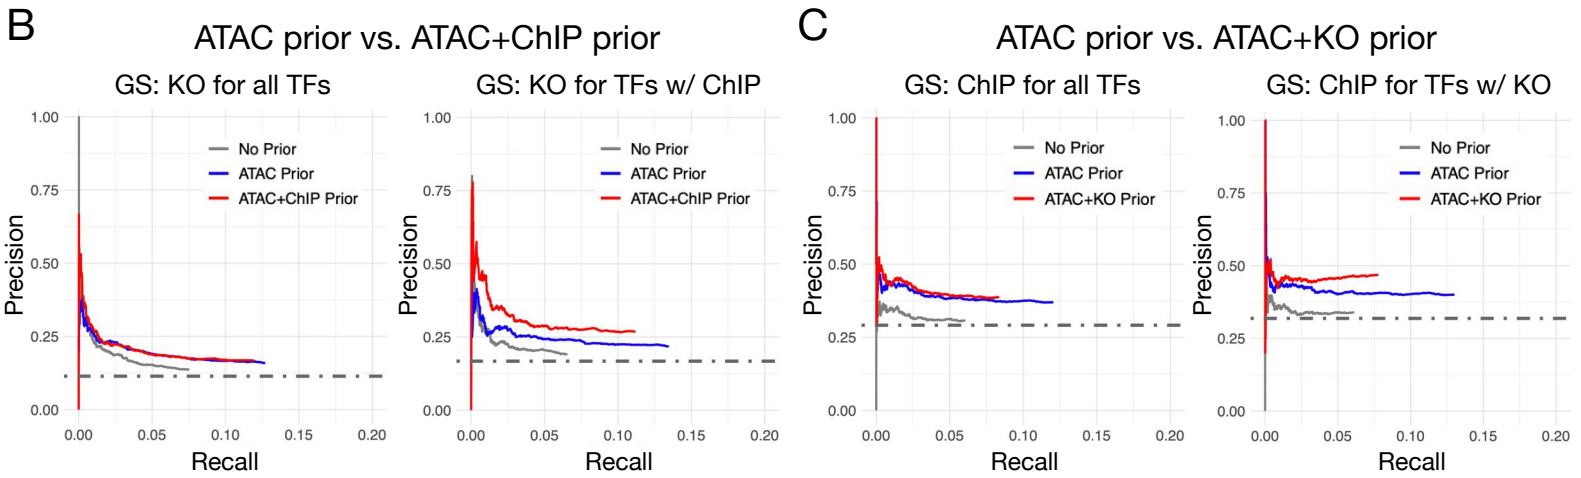 B
ATAC prior vs. ATAC+ChIP prior
GS: KO for all TFs
1.00
0.75
0.50
0.25
0.00
Precision
No Prior
ATAC Prior
ATAC+ChIP Prior
0.00 0.05 0.10 0.15 0.20
Recall
GS: KO for TFs w/ ChIP
1.00
0.75
0.50
0.25
0.00
Precision
No Prior
ATAC Prior
ATAC+ChIP Prior
0.00 0.05 0.10 0.15 0.20
Recall
C
ATAC prior vs. ATAC+KO prior
GS: ChIP for all TFs
1.00
0.75
0.50
0.25
0.00
Precision
No Prior
ATAC Prior
ATAC+KO Prior
0.00 0.05 0.10 0.15 0.20
Recall
GS: ChIP for TFs w/ KO
1.00
0.75
0.50
0.25
0.00
Precision
No Prior
ATAC Prior
ATAC+KO Prior
0.00 0.05 0.10 0.15 0.20
Recall